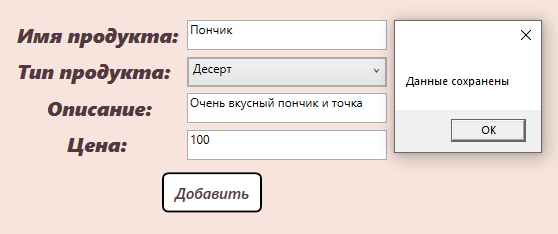 Имя продукта: Пончик
Тип продукта: Десерт
Описание: Очень вкусный пончик и точка
Цена: 100
Добавить
Данные сохранены
OK